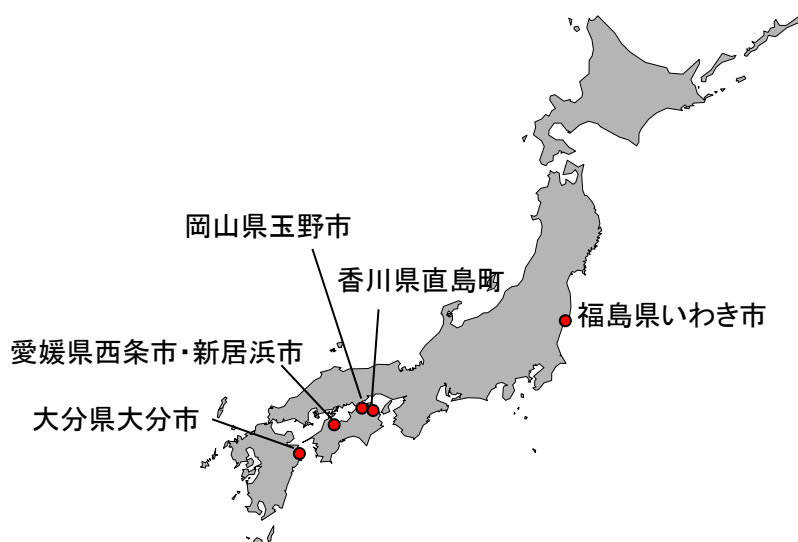 岡山県玉野市
香川県直島町
福島県いわき市
愛媛県西条市・新居浜市
大分県大分市